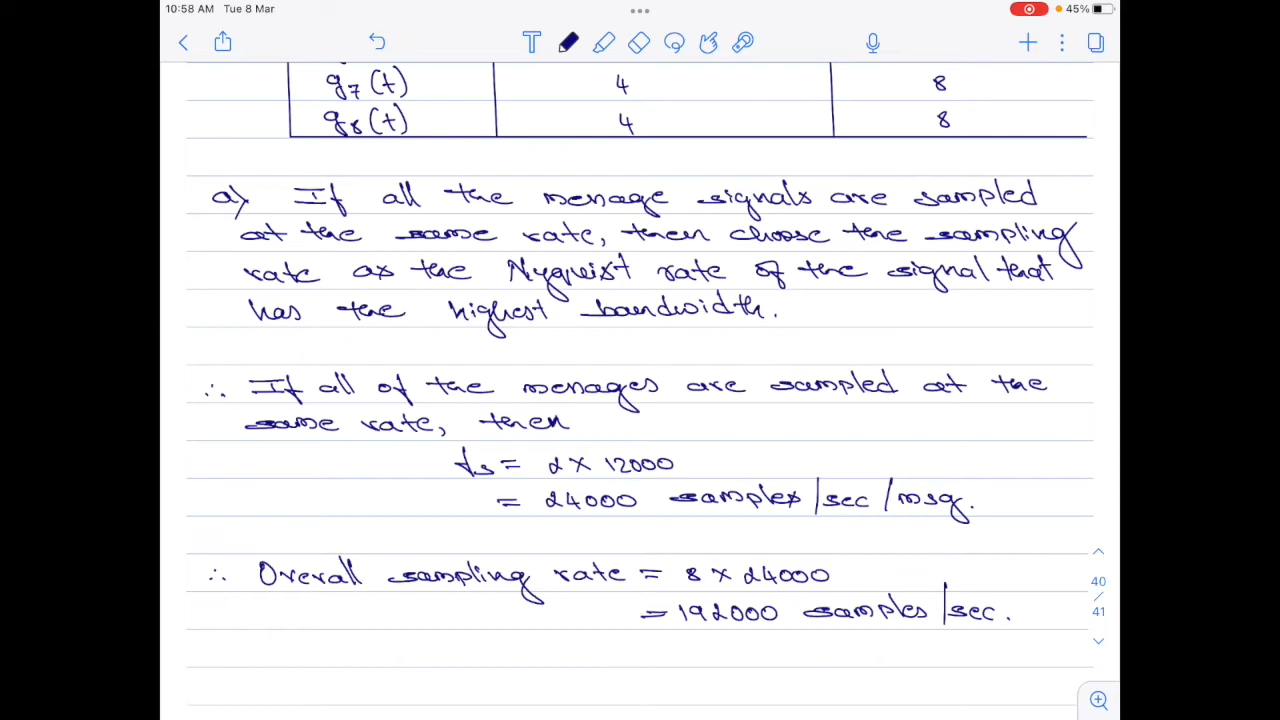 10:58 AM Tue 8 Mar
45%
g7(t) 4 8
g8(t) 4 8
a) If all the message signals are sampled
at the same rate, then choose the sampling
rate as the Nyquist rate of the signal that
has the highest bandwidth.
∴ If all of the messages are sampled at the
same rate, then
fs = 2 × 12000
= 24000 samples/sec/msg.
∴ Overall sampling rate = 8 × 24000
= 192000 samples/sec.
40
/
41